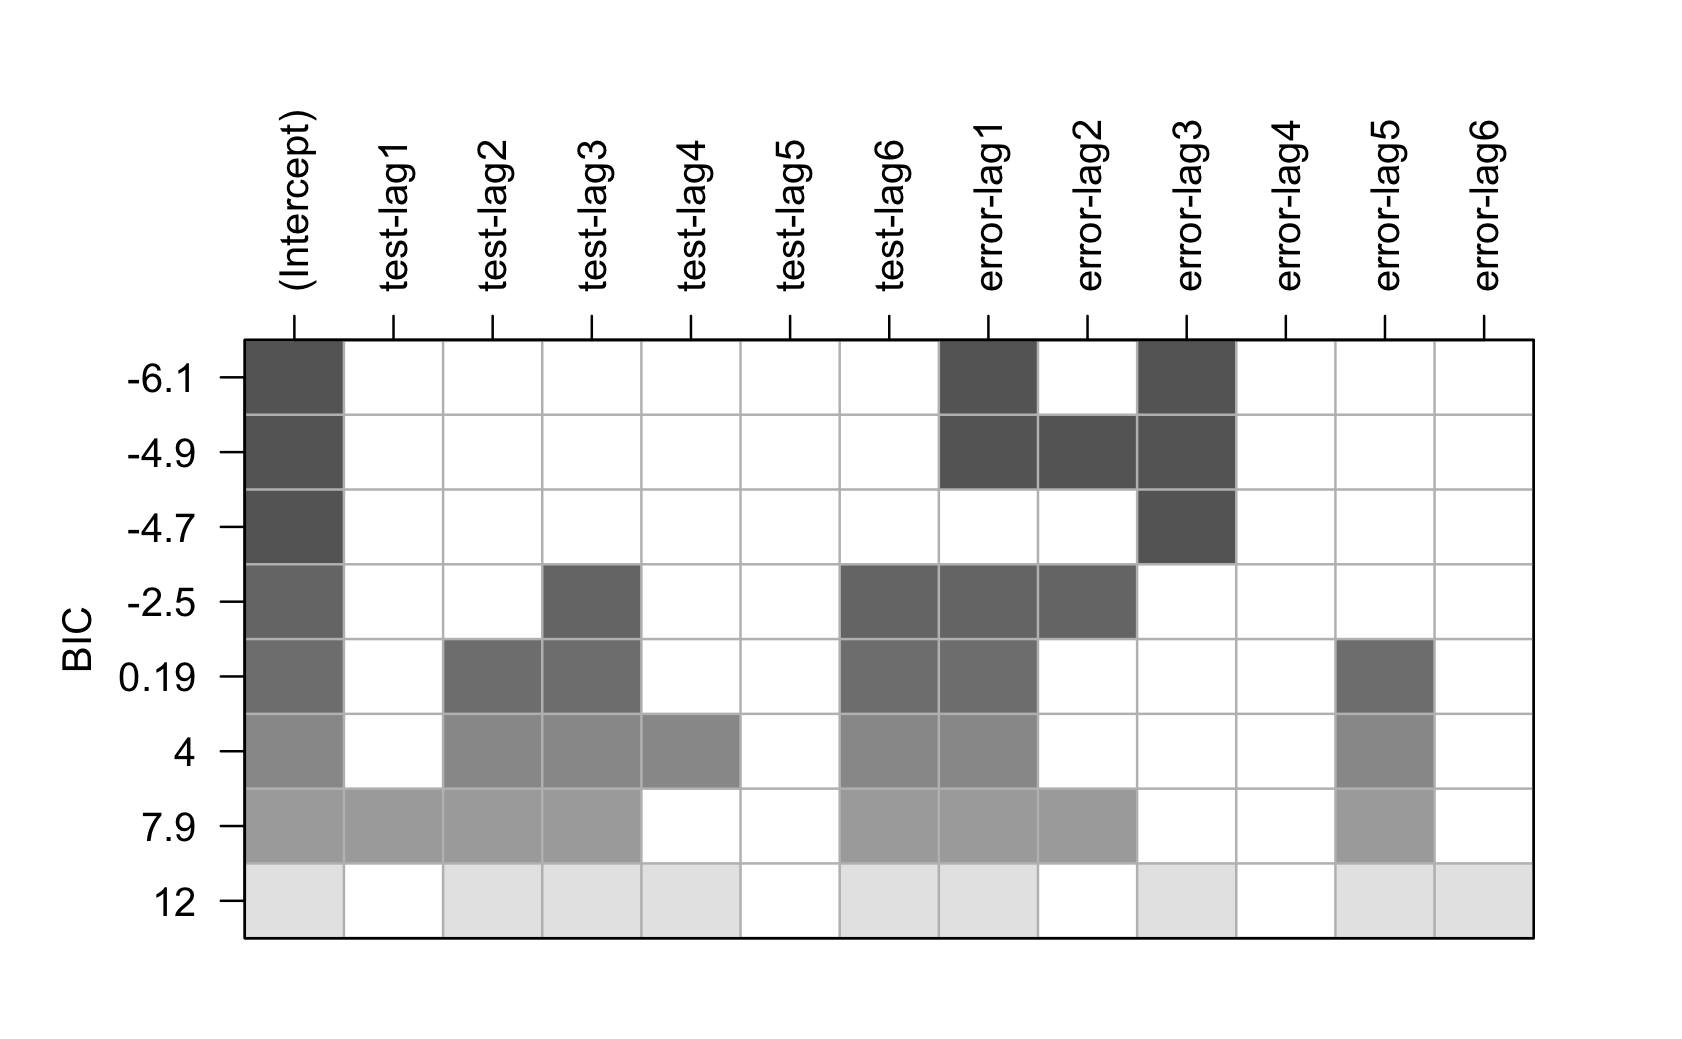 (Intercept)
test-lag1
test-lag2
test-lag3
test-lag4
test-lag5
test-lag6
error-lag1
error-lag2
error-lag3
error-lag4
error-lag5
error-lag6
BIC
-6.1
-4.9
-4.7
-2.5
0.19
4
7.9
12